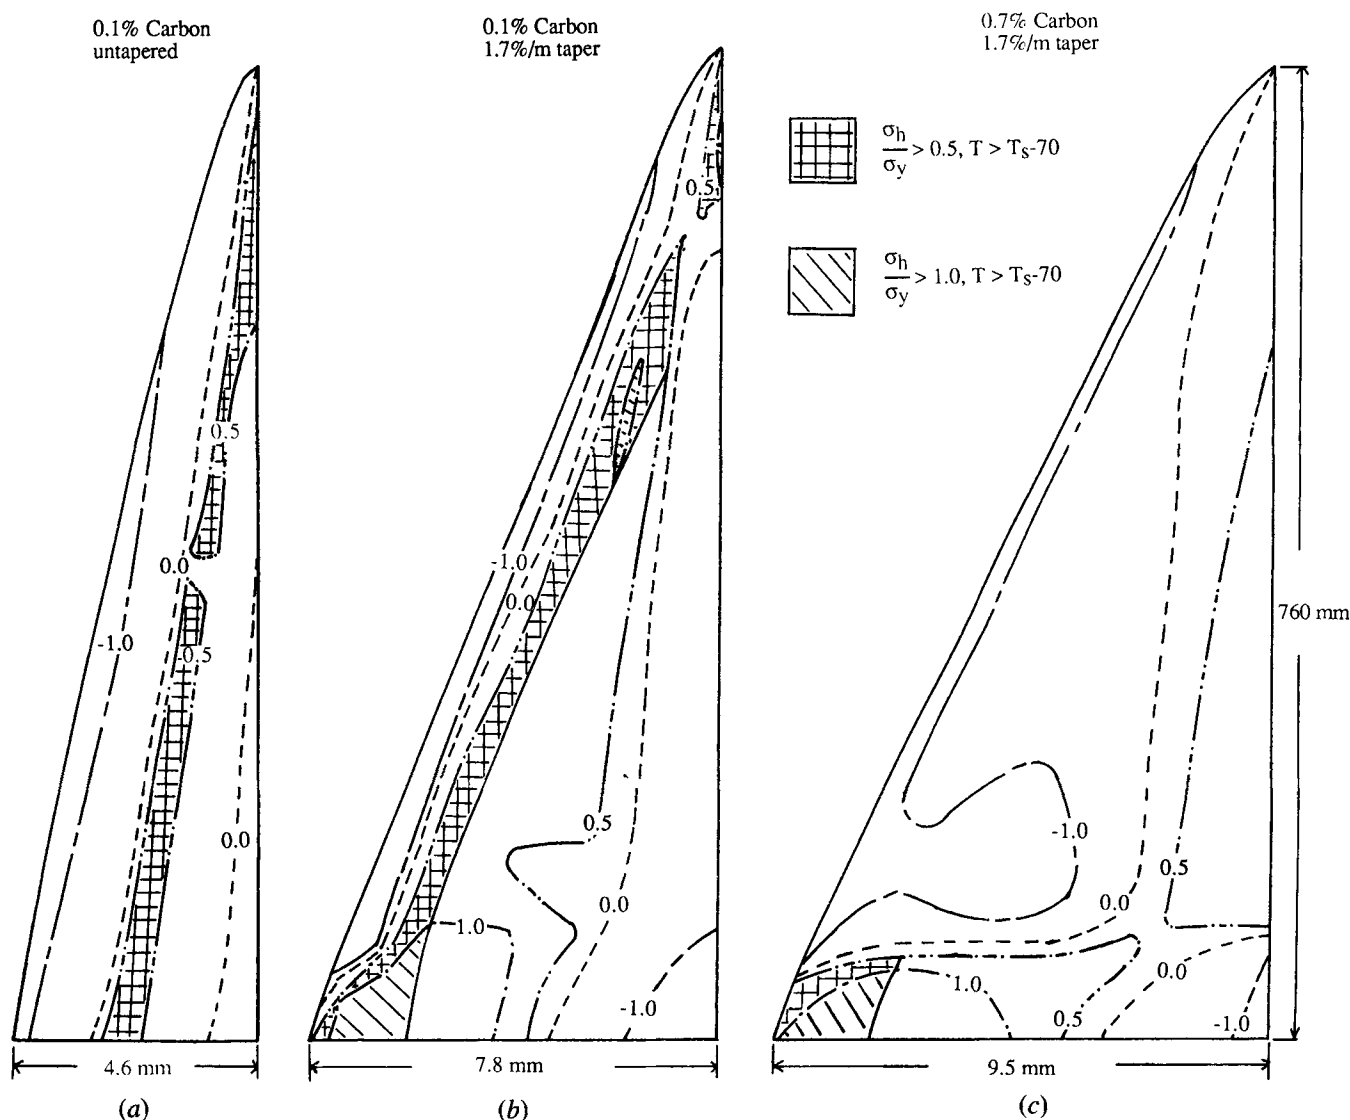 0.1% Carbon
untapered
0.1% Carbon
1.7%/m taper
0.7% Carbon
1.7%/m taper
σh
σy
> 0.5, T > Ts-70
σh
σy
> 1.0, T > Ts-70
0.5
0.0
-1.0
-0.5
0.0
4.6 mm
(a)
0.5
-1.0
0.0
0.5
0.0
1.0
-1.0
7.8 mm
(b)
760 mm
-1.0
0.5
0.0
1.0
0.0
0.5
-1.0
9.5 mm
(c)